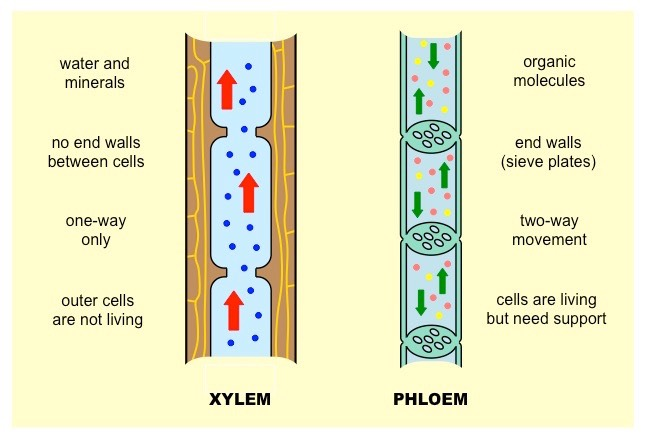 water and
minerals
no end walls
between cells
one-way
only
outer cells
are not living
XYLEM
organic
molecules
end walls
(sieve plates)
two-way
movement
cells are living
but need support
PHLOEM